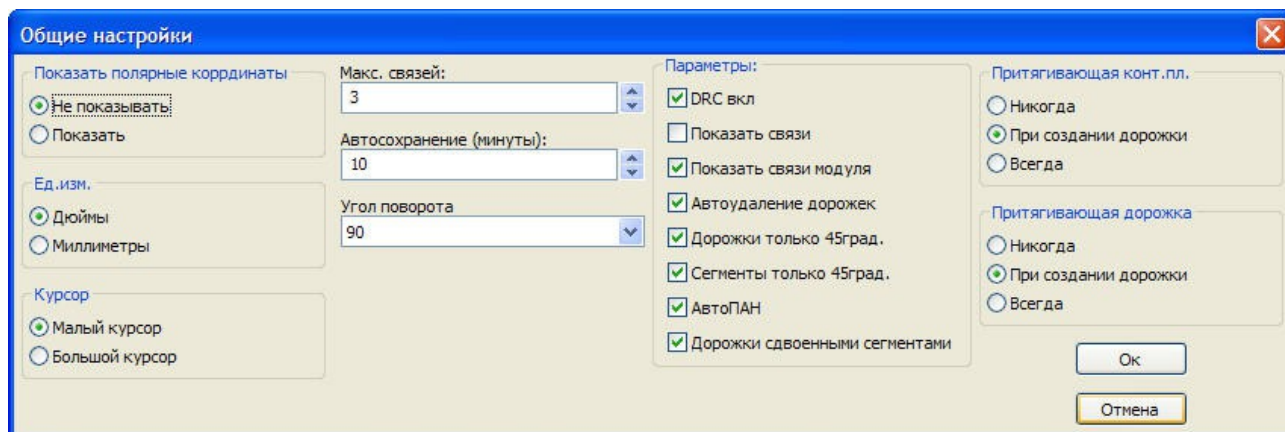 Общие настройки
Показать полярные коррдинаты
Не показывать
Показать
Ед.изм.
Дюймы
Миллиметры
Курсор
Малый курсор
Большой курсор
Макс. связей:
3
Автосохранение (минуты):
10
Угол поворота
90
Параметры:
DRC вкл
Показать связи
Показать связи модуля
Автоудаление дорожек
Дорожки только 45град.
Сегменты только 45град.
АвтоПАН
Дорожки сдвоенными сегментами
Притягивающая конт.пл.
Никогда
При создании дорожки
Всегда
Притягивающая дорожка
Никогда
При создании дорожки
Всегда
Ок
Отмена